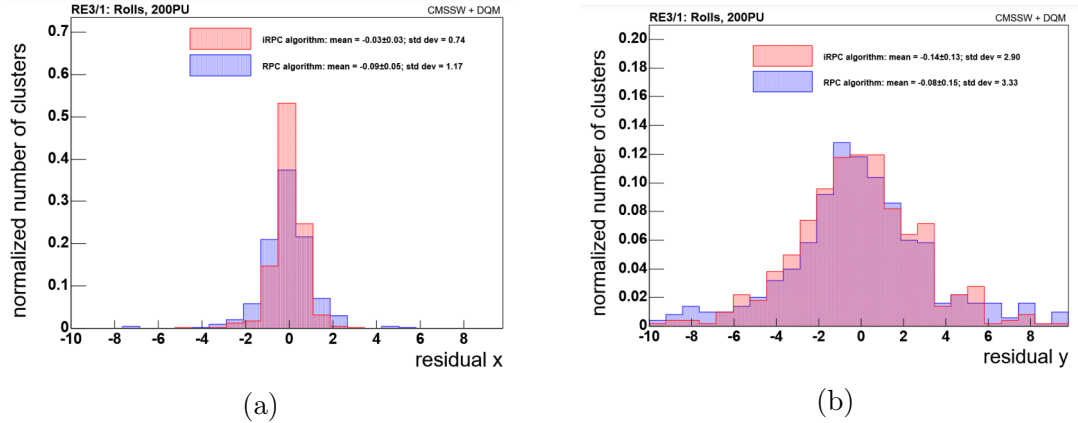 RE3/1: Rolls, 200PU
CMSSW + DQM
iRPC algorithm: mean = -0.03±0.03; std dev = 0.74
RPC algorithm: mean = -0.09±0.05; std dev = 1.17
normalized number of clusters
0.7
0.6
0.5
0.4
0.3
0.2
0.1
0
-10 -8 -6 -4 -2 0 2 4 6 8
residual x
(a)
RE3/1: Rolls, 200PU
CMSSW + DQM
iRPC algorithm: mean = -0.14±0.13; std dev = 2.90
RPC algorithm: mean = -0.08±0.15; std dev = 3.33
normalized number of clusters
0.20
0.18
0.16
0.14
0.12
0.10
0.08
0.06
0.04
0.02
0
-10 -8 -6 -4 -2 0 2 4 6 8
residual y
(b)